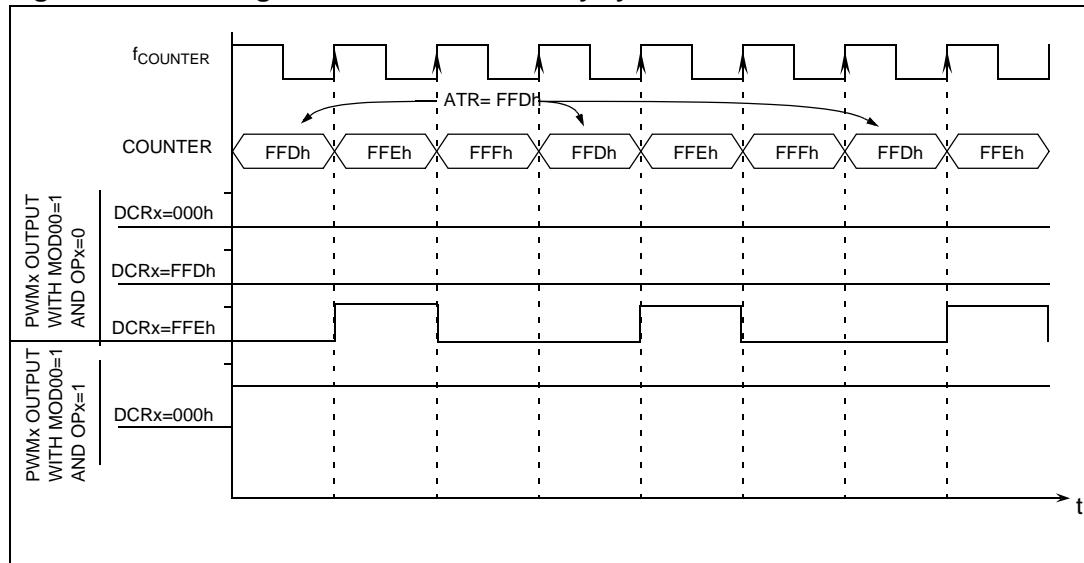 fCOUNTER
ATR= FFDh
COUNTER
FFDh FFEh FFFh FFDh FFEh FFFh FFDh FFEh
PWMx OUTPUT
WITH MOD00=1
AND OPx=0
DCRx=000h
DCRx=FFDh
DCRx=FFEh
PWMx OUTPUT
WITH MOD00=1
AND OPx=1
DCRx=000h
t